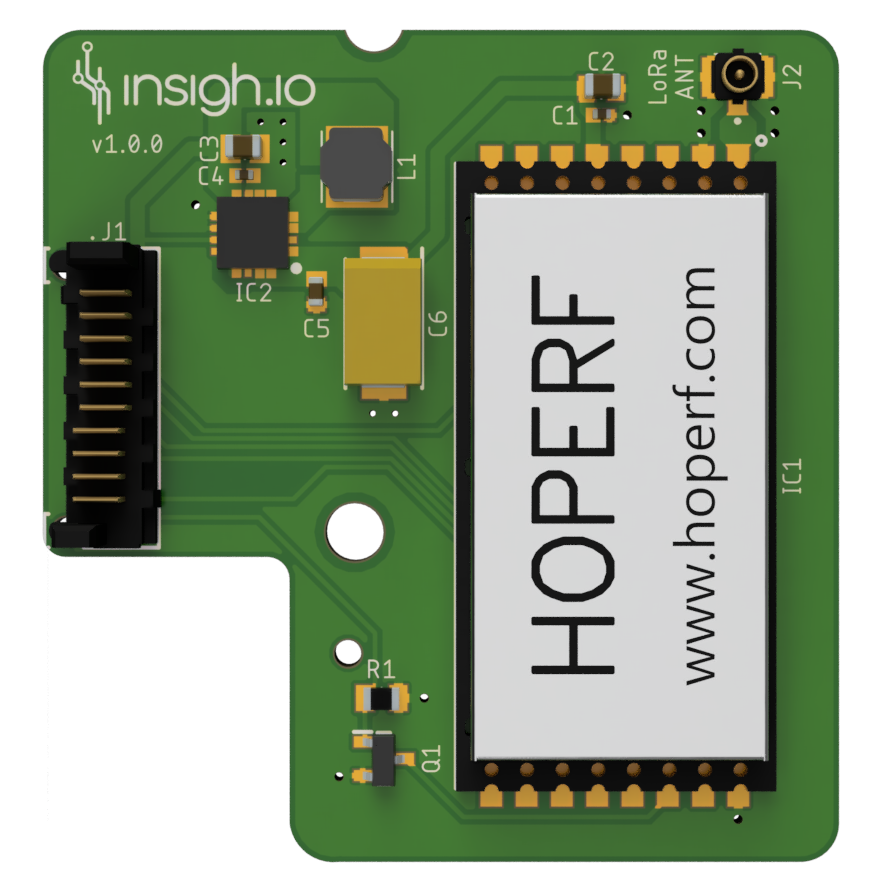 insigh.io
v1.0.0
C3
C4
L1
.J1
IC2
C5
C6
C2
C1
LoRa
ANT
J2
HOPERF
www.hoperf.com
IC1
R1
Q1